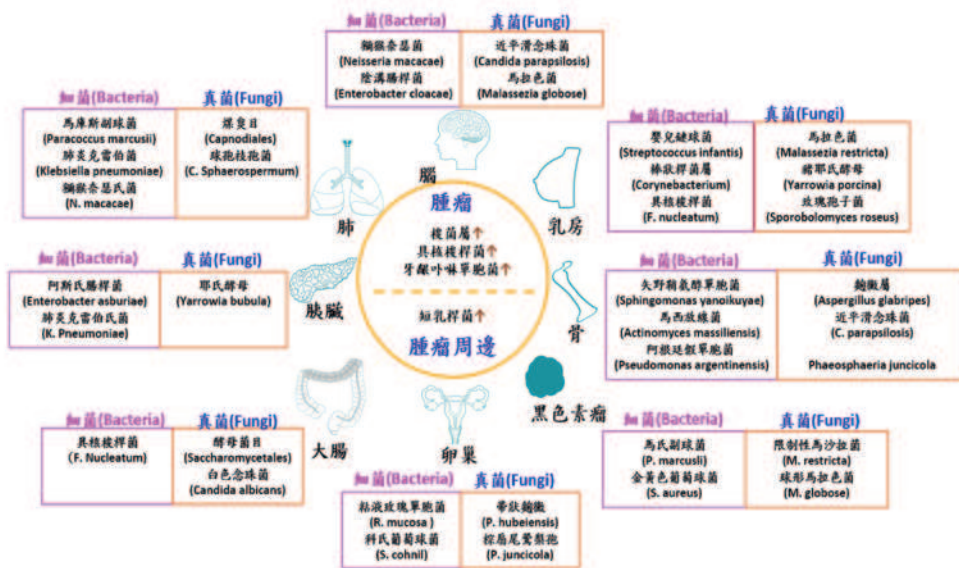 細菌(Bacteria) 真菌(Fungi)
獼猴奈瑟菌 近平滑念珠菌
(Neisseria macacae) (Candida parapsilosis)
陰溝腸桿菌 馬拉色菌
(Enterobacter cloacae) (Malassezia globose)
腦
細菌(Bacteria) 真菌(Fungi)
馬庫斯副球菌 煤炱目
(Paracoccus marcusii) (Capnodiales)
肺炎克雷伯菌 球孢枝孢菌
(Klebsiella pneumoniae) (C. Sphaerospermum)
獼猴奈瑟氏菌
(N. macacae)
肺
細菌(Bacteria) 真菌(Fungi)
嬰兒鏈球菌 馬拉色菌
(Streptococcus infantis) (Malassezia restricta)
棒狀桿菌屬 豬耶氏酵母
(Corynebacterium) (Yarrowia porcina)
具核梭桿菌 玫瑰孢子菌
(F. nucleatum) (Sporobolomyces roseus)
乳房
腫瘤
梭菌屬↑
具核梭桿菌↑
牙齦卟啉單胞菌↑
短乳桿菌↑
腫瘤周邊
細菌(Bacteria) 真菌(Fungi)
阿斯氏腸桿菌 耶氏酵母
(Enterobacter asburiae) (Yarrowia bubula)
肺炎克雷伯氏菌
(K. Pneumoniae)
胰臟
細菌(Bacteria) 真菌(Fungi)
矢野鞘氨醇單胞菌 麴黴屬
(Sphingomonas yanoikuyae) (Aspergillus glabripes)
馬西放線菌 近平滑念珠菌
(Actinomyces massiliensis) (C. parapsilosis)
阿根廷假單胞菌
(Pseudomonas argentinensis) Phaeosphaeria juncicola
骨
細菌(Bacteria) 真菌(Fungi)
具核梭桿菌 酵母菌目
(F. Nucleatum) (Saccharomycetales)
白色念珠菌
(Candida albicans)
大腸
細菌(Bacteria) 真菌(Fungi)
粘液玫瑰單胞菌 帚狀麴黴
(R. mucosa ) (P. hubeiensis)
科氏葡萄球菌 棕扇尾鶯梨孢
(S. cohnil) (P. juncicola)
卵巢
細菌(Bacteria) 真菌(Fungi)
馬氏副球菌 限制性馬沙拉菌
(P. marcusli) (M. restricta)
金黃色葡萄球菌 球形馬拉色菌
(S. aureus) (M. globose)
黑色素瘤